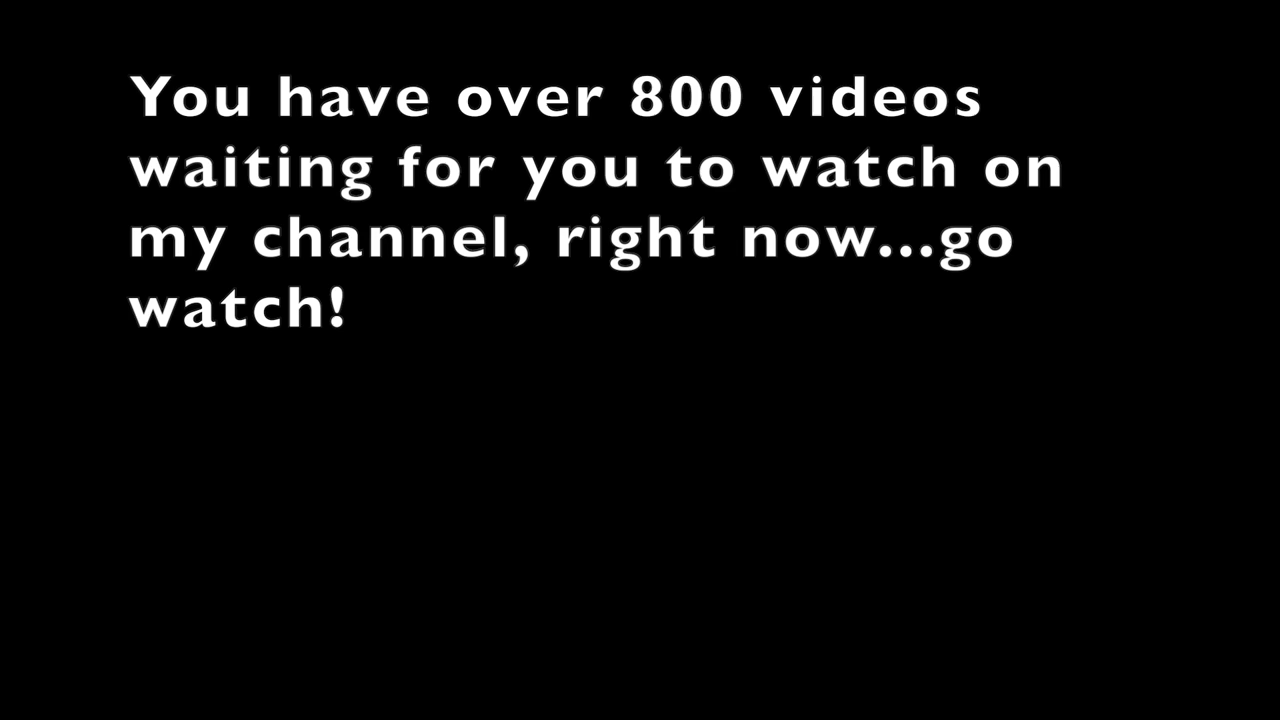 You have over 800 videos
waiting for you to watch on
my channel, right now...go
watch!